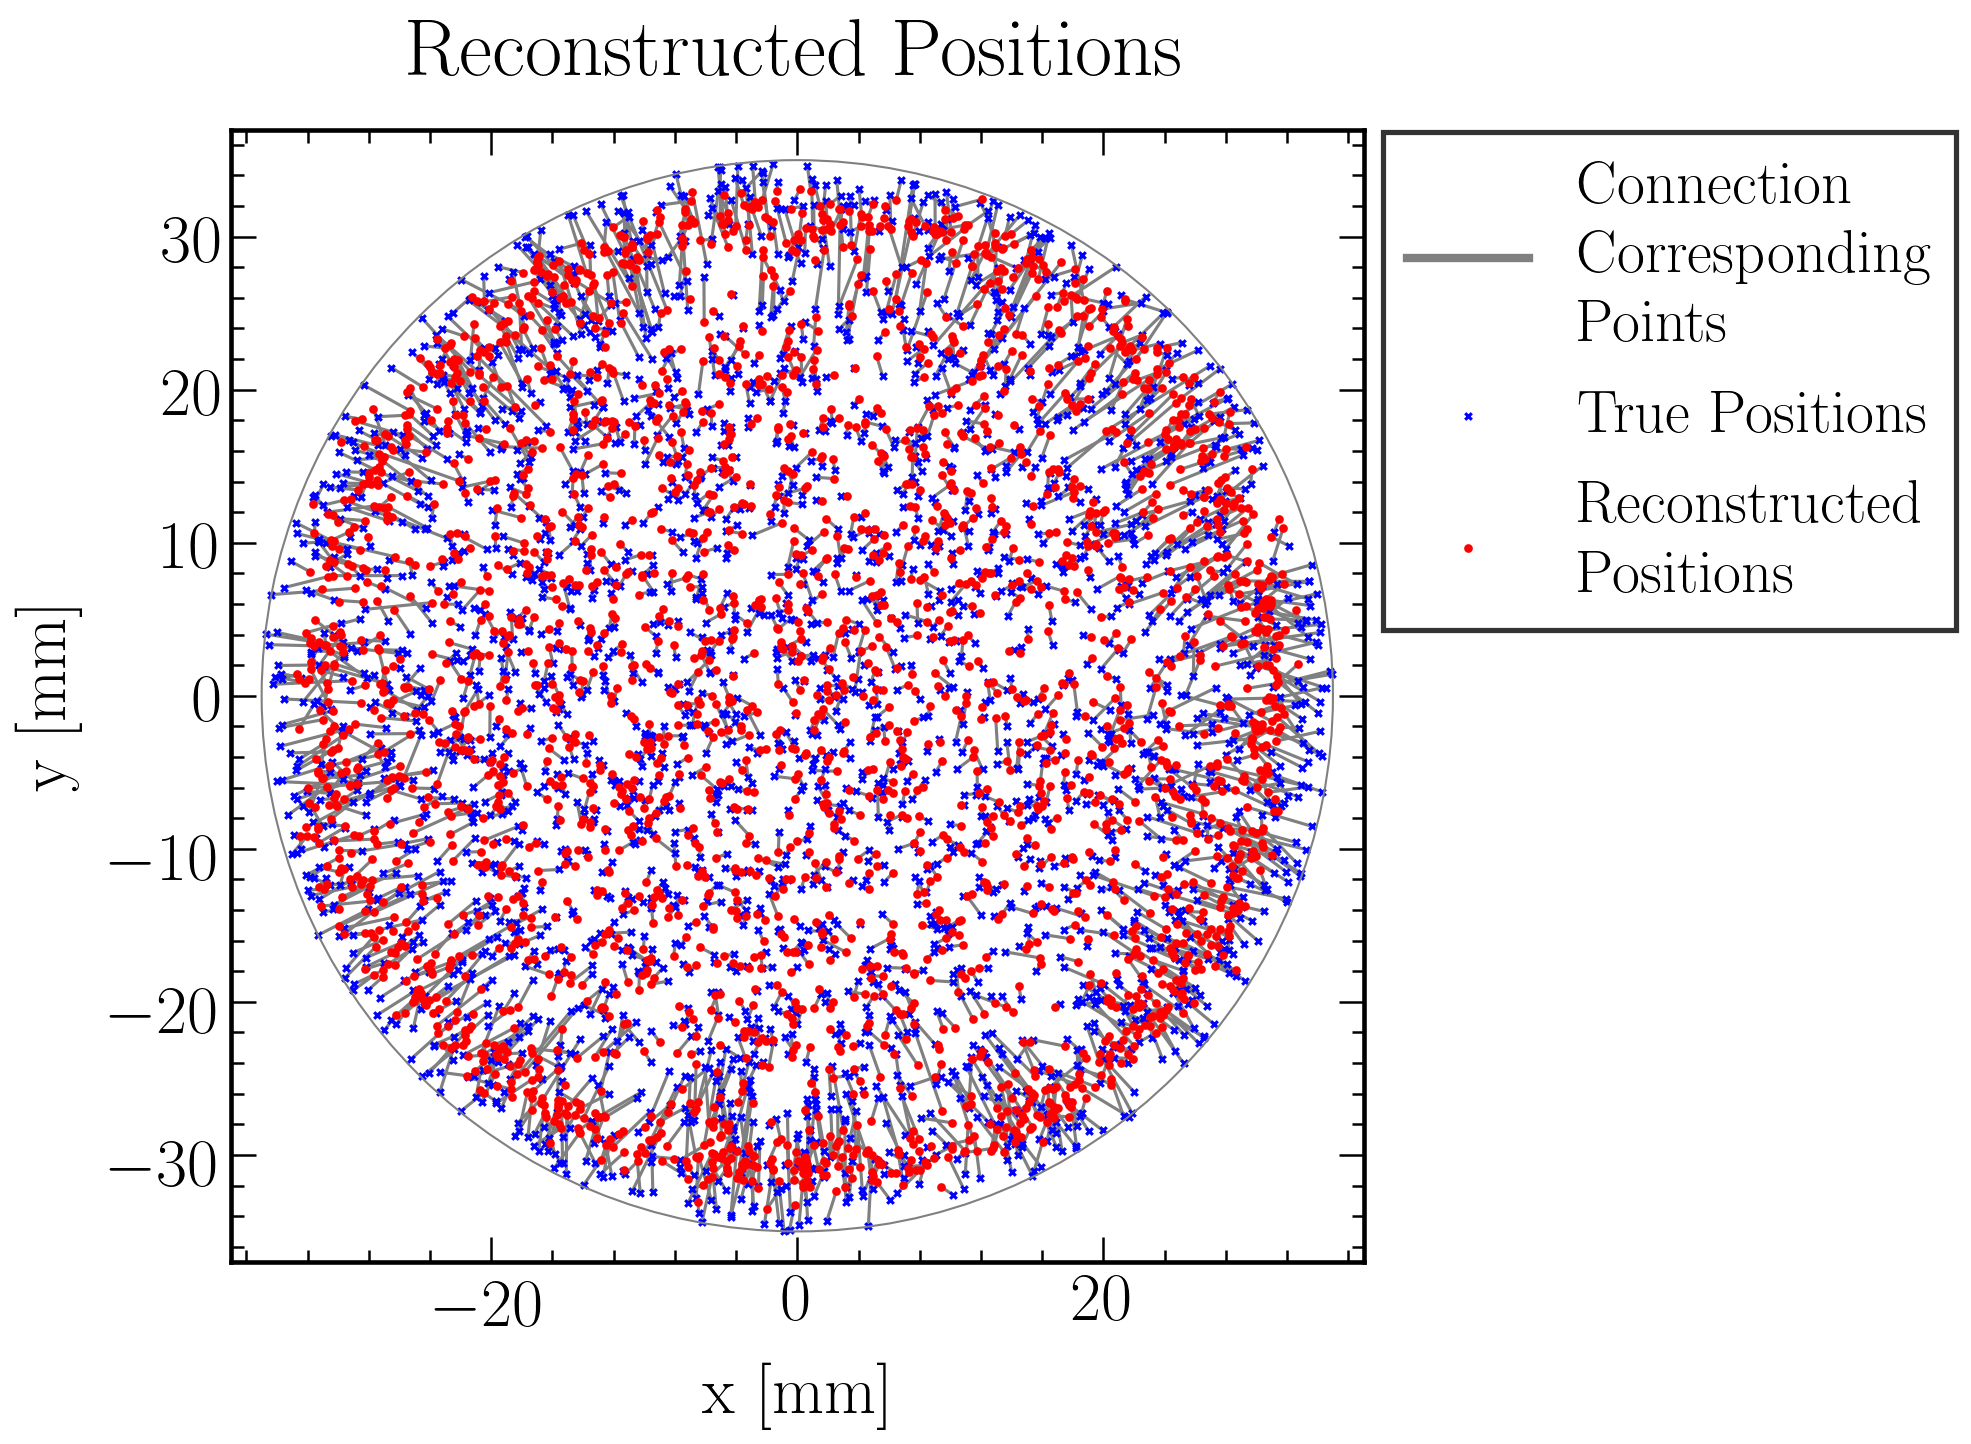 Reconstructed Positions
Connection
Corresponding
Points
True Positions
Reconstructed
Positions
y [mm]
30
20
10
0
−10
−20
−30
−20
0
20
x [mm]